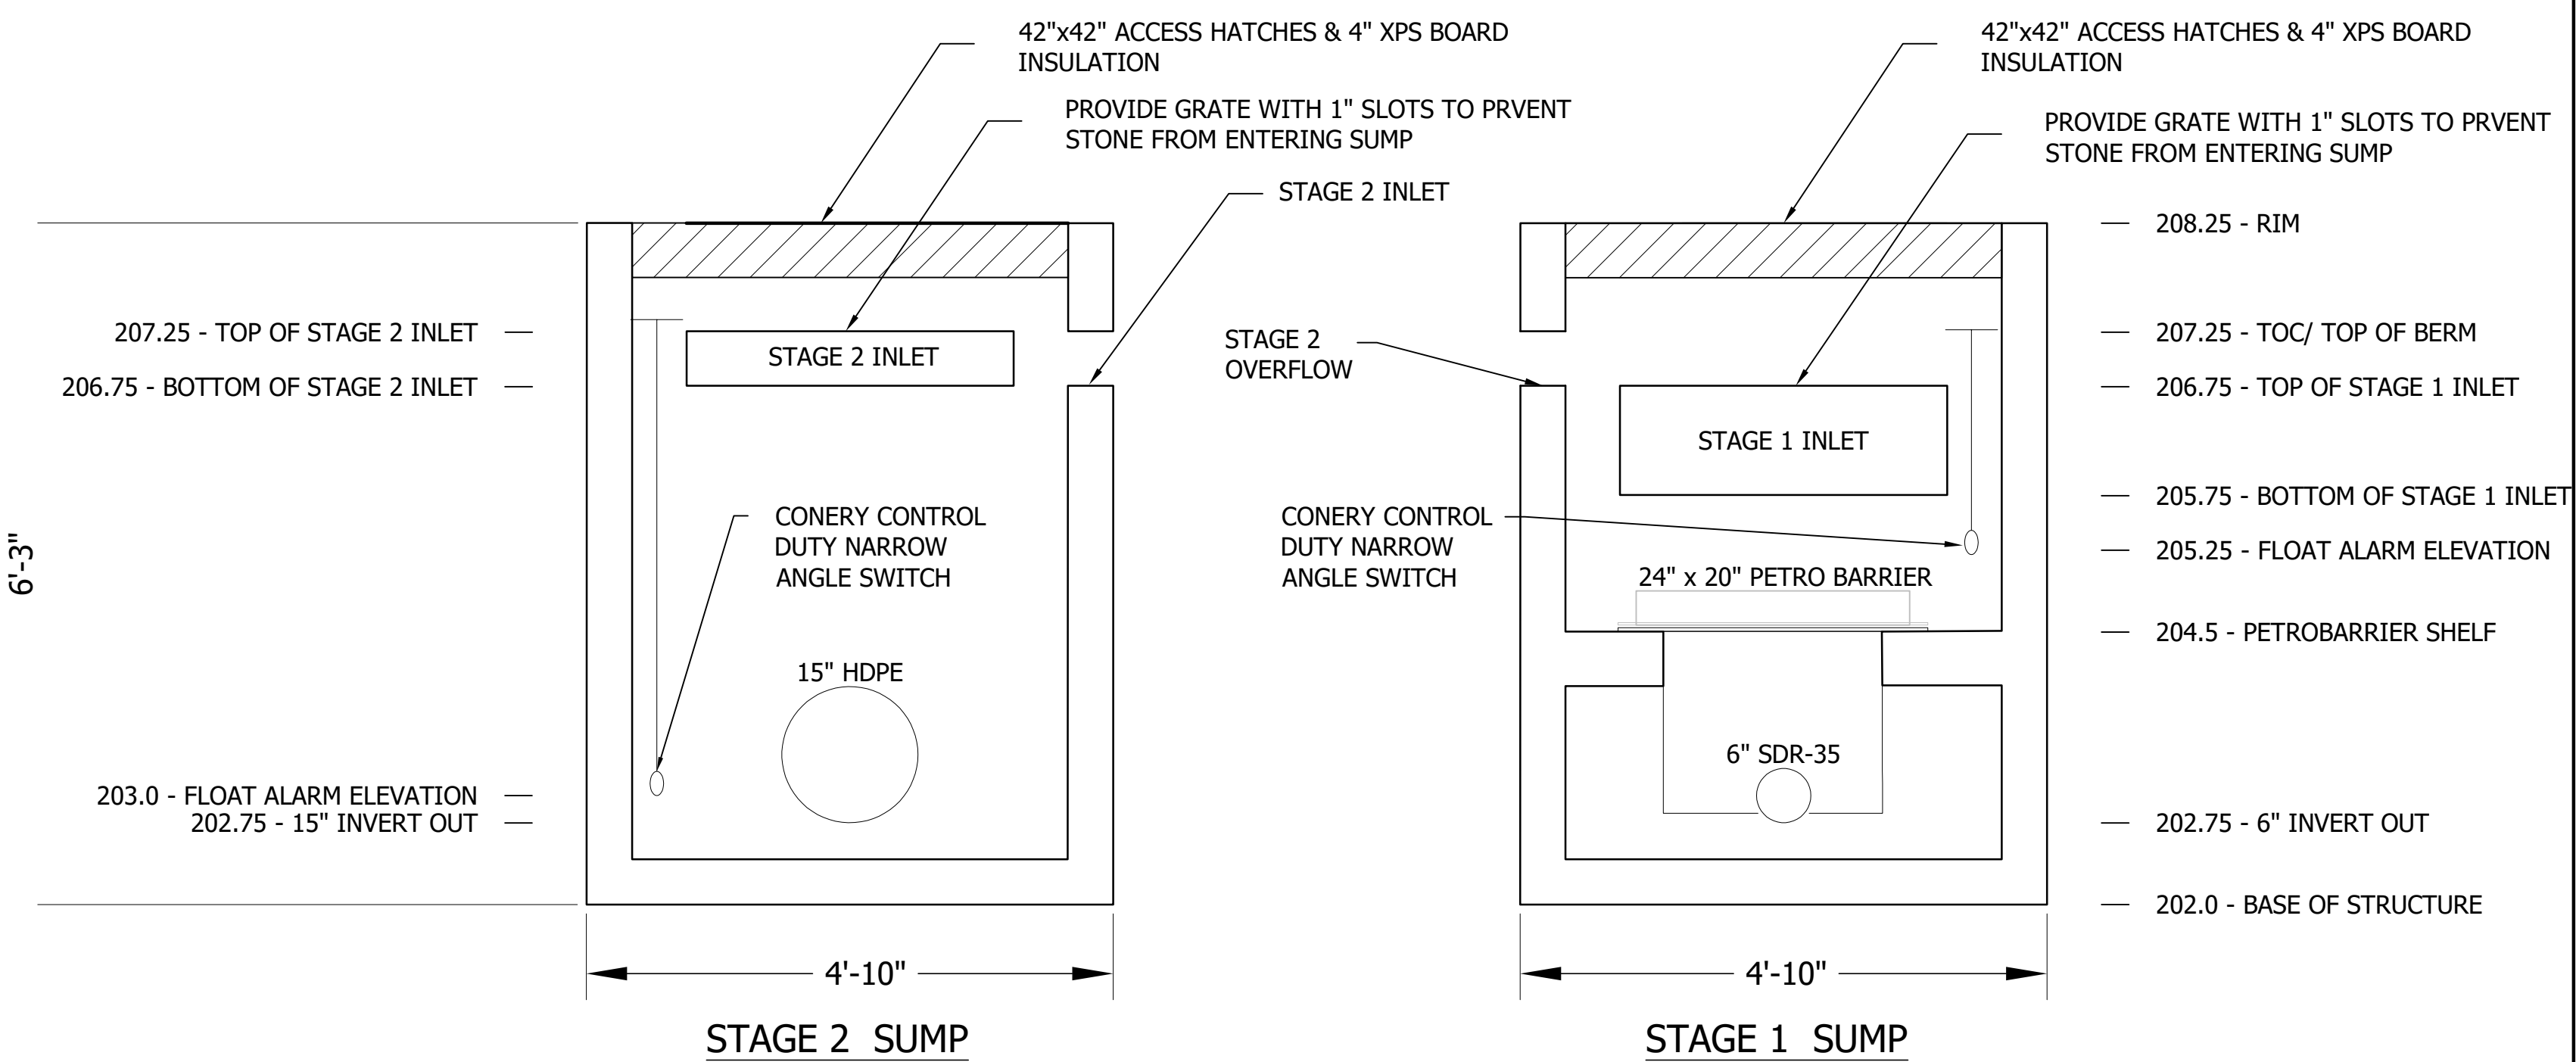 42"x42" ACCESS HATCHES & 4" XPS BOARD
INSULATION
PROVIDE GRATE WITH 1" SLOTS TO PRVENT
STONE FROM ENTERING SUMP
STAGE 2 INLET
207.25 - TOP OF STAGE 2 INLET
206.75 - BOTTOM OF STAGE 2 INLET
STAGE 2 INLET
6'-3"
CONERY CONTROL
DUTY NARROW
ANGLE SWITCH
15" HDPE
203.0 - FLOAT ALARM ELEVATION
202.75 - 15" INVERT OUT
4'-10"
STAGE 2 SUMP
42"x42" ACCESS HATCHES & 4" XPS BOARD
INSULATION
PROVIDE GRATE WITH 1" SLOTS TO PRVENT
STONE FROM ENTERING SUMP
208.25 - RIM
STAGE 2
OVERFLOW
207.25 - TOC/ TOP OF BERM
206.75 - TOP OF STAGE 1 INLET
STAGE 1 INLET
205.75 - BOTTOM OF STAGE 1 INLET
CONERY CONTROL
DUTY NARROW
ANGLE SWITCH
205.25 - FLOAT ALARM ELEVATION
24" x 20" PETRO BARRIER
204.5 - PETROBARRIER SHELF
6" SDR-35
202.75 - 6" INVERT OUT
202.0 - BASE OF STRUCTURE
4'-10"
STAGE 1 SUMP